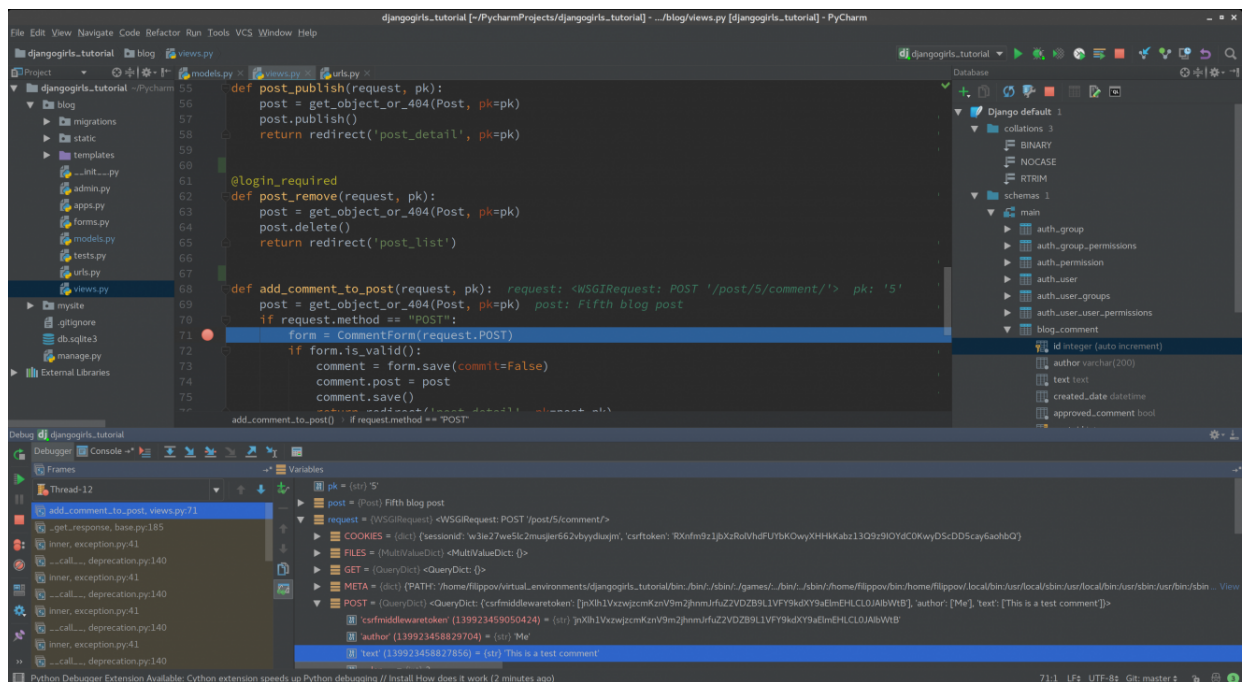 djangogirls_tutorial [~/PycharmProjects/djangogirls_tutorial] - .../blog/views.py [djangogirls_tutorial] - PyCharm
File Edit View Navigate Code Refactor Run Tools VCS Window Help
djangogirls_tutorial blog views.py
djangogirls_tutorial
Project
models.py × views.py × urls.py ×
Database
djangogirls_tutorial ~/Pycharm
blog
migrations
static
templates
__init__.py
admin.py
apps.py
forms.py
models.py
tests.py
urls.py
views.py
mysite
.gitignore
db.sqlite3
manage.py
External Libraries
55 def post_publish(request, pk):
56 post = get_object_or_404(Post, pk=pk)
57 post.publish()
58 return redirect('post_detail', pk=pk)
59
60
61 @login_required
62 def post_remove(request, pk):
63 post = get_object_or_404(Post, pk=pk)
64 post.delete()
65 return redirect('post_list')
66
67
68 def add_comment_to_post(request, pk): request: <WSGIRequest: POST '/post/5/comment/'> pk: '5'
69 post = get_object_or_404(Post, pk=pk) post: Fifth blog post
70 if request.method == "POST":
71 form = CommentForm(request.POST)
72 if form.is_valid():
73 comment = form.save(commit=False)
74 comment.post = post
75 comment.save()
76 return redirect('post_detail', pk=post.pk)
add_comment_to_post() › if request.method == "POST"
Django default 1
collations 3
BINARY
NOCASE
RTRIM
schemas 1
main
auth_group
auth_group_permissions
auth_permission
auth_user
auth_user_groups
auth_user_user_permissions
blog_comment
id integer (auto increment)
author varchar(200)
text text
created_date datetime
approved_comment bool
Debug djangogirls_tutorial
Debugger Console
Frames
Thread-12
add_comment_to_post, views.py:71
_get_response, base.py:185
inner, exception.py:41
__call__, deprecation.py:140
inner, exception.py:41
__call__, deprecation.py:140
inner, exception.py:41
__call__, deprecation.py:140
inner, exception.py:41
__call__, deprecation.py:140
Variables
pk = {str} '5'
post = {Post} Fifth blog post
request = {WSGIRequest} <WSGIRequest: POST '/post/5/comment/'>
COOKIES = {dict} {'sessionid':
FILES = {MultiValueDict} <MultiValueDict: {}>
GET = {QueryDict} <QueryDict: {}>
META = {dict} {'PATH': '/home/filippov/virtual_environments/djangogirls_tutorial/bin:./bin/:./sbin/:./games/:../bin/:../sbin/:/home/filippov/bin/home/filippov/.local/bin:/usr/local/sbin:/usr/local/bin:/usr/sbin:/usr/bin:/sbin ... View
POST = {QueryDict} <QueryDict: {'csrfmiddlewaretoken': 'author': ['Me'], 'text': ['This is a test comment']}>
'csrfmiddlewaretoken' (139923459050424) = {str}
'author' (139923458829704) = {str} 'Me'
'text' (139923458827856) = {str} 'This is a test comment'
Python Debugger Extension Available: Cython extension speeds up Python debugging // Install How does it work (2 minutes ago)
71:1 LF÷ UTF-8÷ Git: master÷